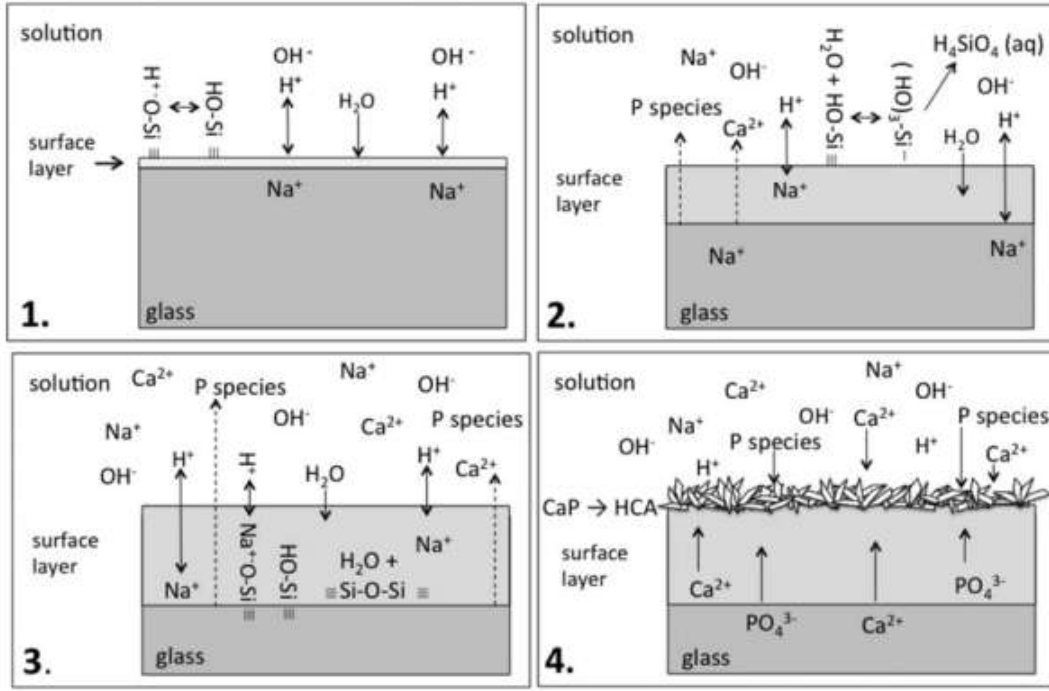 solution
OH⁻
H⁺
H₂O
OH⁻
H⁺
H⁺⁻O-Si
≡
HO-Si
≡
surface
layer
Na⁺
Na⁺
glass
1.
solution
Na⁺
OH⁻
P species
Ca²⁺
H⁺
H₂O + HO-Si
≡
(HO)₃-Si-
H₄SiO₄ (aq)
OH⁻
H⁺
H₂O
surface
layer
Na⁺
Na⁺
Na⁺
glass
2.
solution
Ca²⁺
P species
Na⁺
OH⁻
Na⁺
OH⁻
Ca²⁺
P species
OH⁻
H⁺
H⁺
H₂O
H⁺
Ca²⁺
surface
layer
Na⁺
Na⁺⁻O-Si
≡
HO-Si
≡
H₂O +
≡ Si-O-Si ≡
Na⁺
glass
3.
solution
Ca²⁺
Na⁺
OH⁻
Na⁺
OH⁻
Ca²⁺
P species
OH⁻
P species
H⁺
Ca²⁺
H⁺
CaP → HCA
surface
layer
Ca²⁺
PO₄³⁻
PO₄³⁻
Ca²⁺
glass
4.